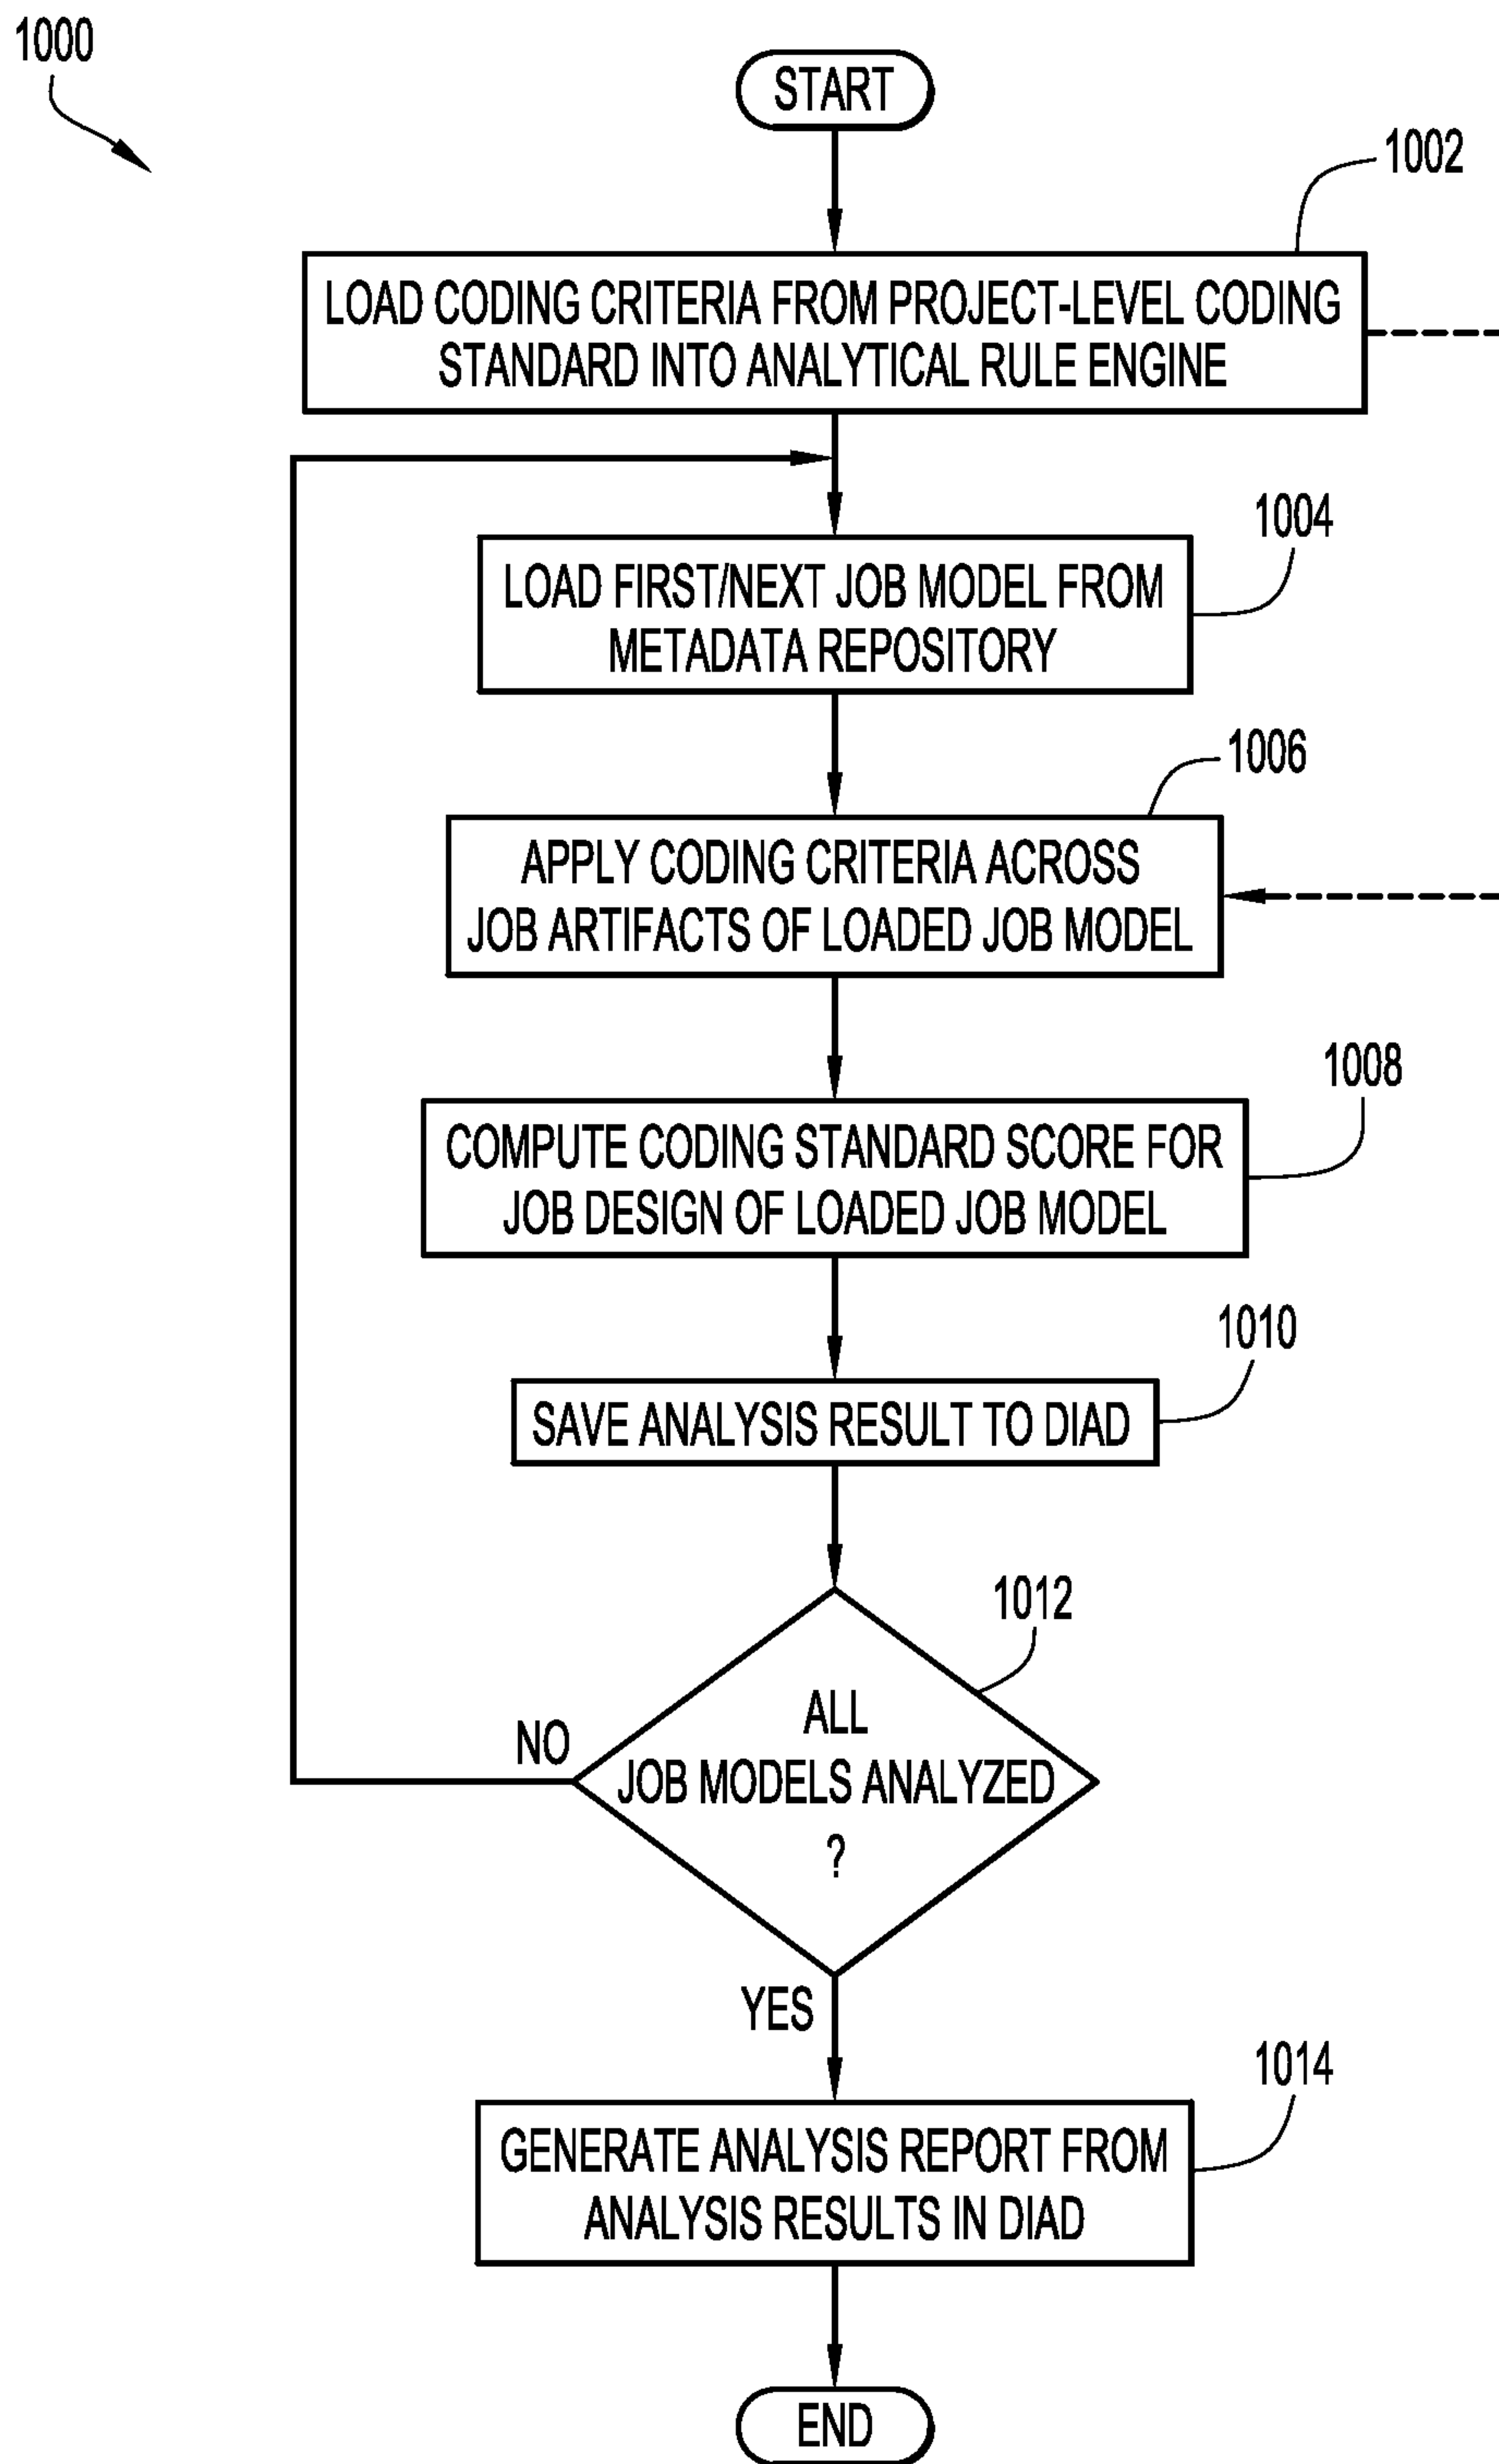 1000
START
1002
LOAD CODING CRITERIA FROM PROJECT-LEVEL CODING
STANDARD INTO ANALYTICAL RULE ENGINE
1004
LOAD FIRST/NEXT JOB MODEL FROM
METADATA REPOSITORY
1006
APPLY CODING CRITERIA ACROSS
JOB ARTIFACTS OF LOADED JOB MODEL
1008
COMPUTE CODING STANDARD SCORE FOR
JOB DESIGN OF LOADED JOB MODEL
1010
SAVE ANALYSIS RESULT TO DIAD
1012
ALL
JOB MODELS ANALYZED
?
NO
YES
1014
GENERATE ANALYSIS REPORT FROM
ANALYSIS RESULTS IN DIAD
END